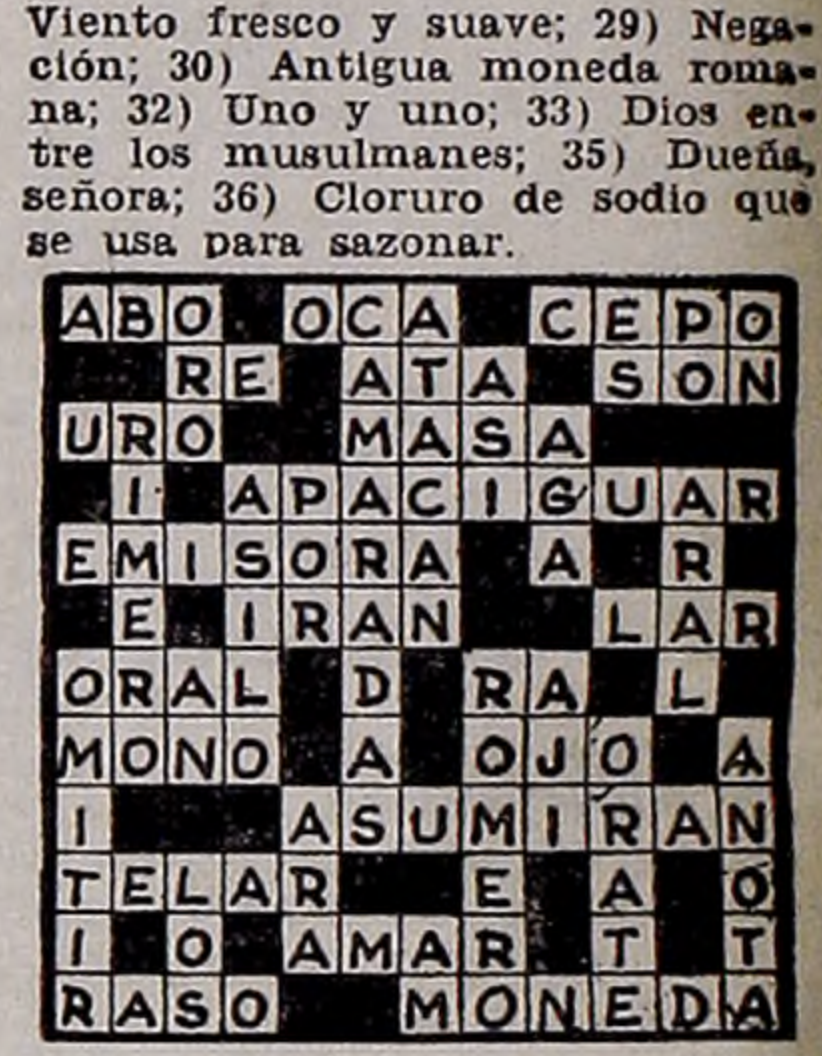 Viento fresco y suave; 29) Nega-
ción; 30) Antigua moneda roma-
na; 32) Uno y uno; 33) Dios en-
tre los musulmanes; 35) Dueña,
señora; 36) Cloruro de sodio que
se usa para sazonar.
ABO OCA CEPO
RE ATA SON
URO MASA
I APACIGUAR
EMISORA A R
E IRAN LAR
ORAL D RA L
MONO A OJO A
I ASUMIRAN
TELAR E A O
I O AMAR T T
RASO MONEDA